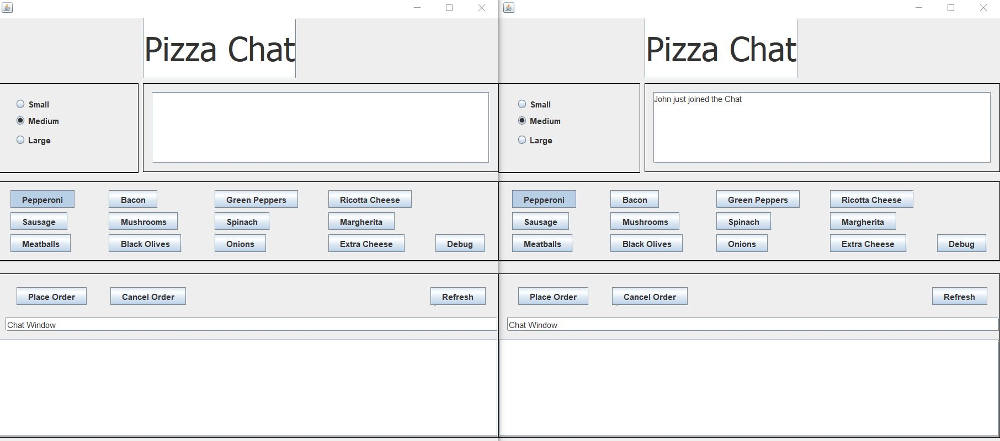 Pizza Chat
Small
Medium
Large
Pepperoni Bacon Green Peppers Ricotta Cheese
Sausage Mushrooms Spinach Margherita
Meatballs Black Olives Onions Extra Cheese Debug
Place Order Cancel Order Refresh
Chat Window
Pizza Chat
John just joined the Chat
Small
Medium
Large
Pepperoni Bacon Green Peppers Ricotta Cheese
Sausage Mushrooms Spinach Margherita
Meatballs Black Olives Onions Extra Cheese Debug
Place Order Cancel Order Refresh
Chat Window